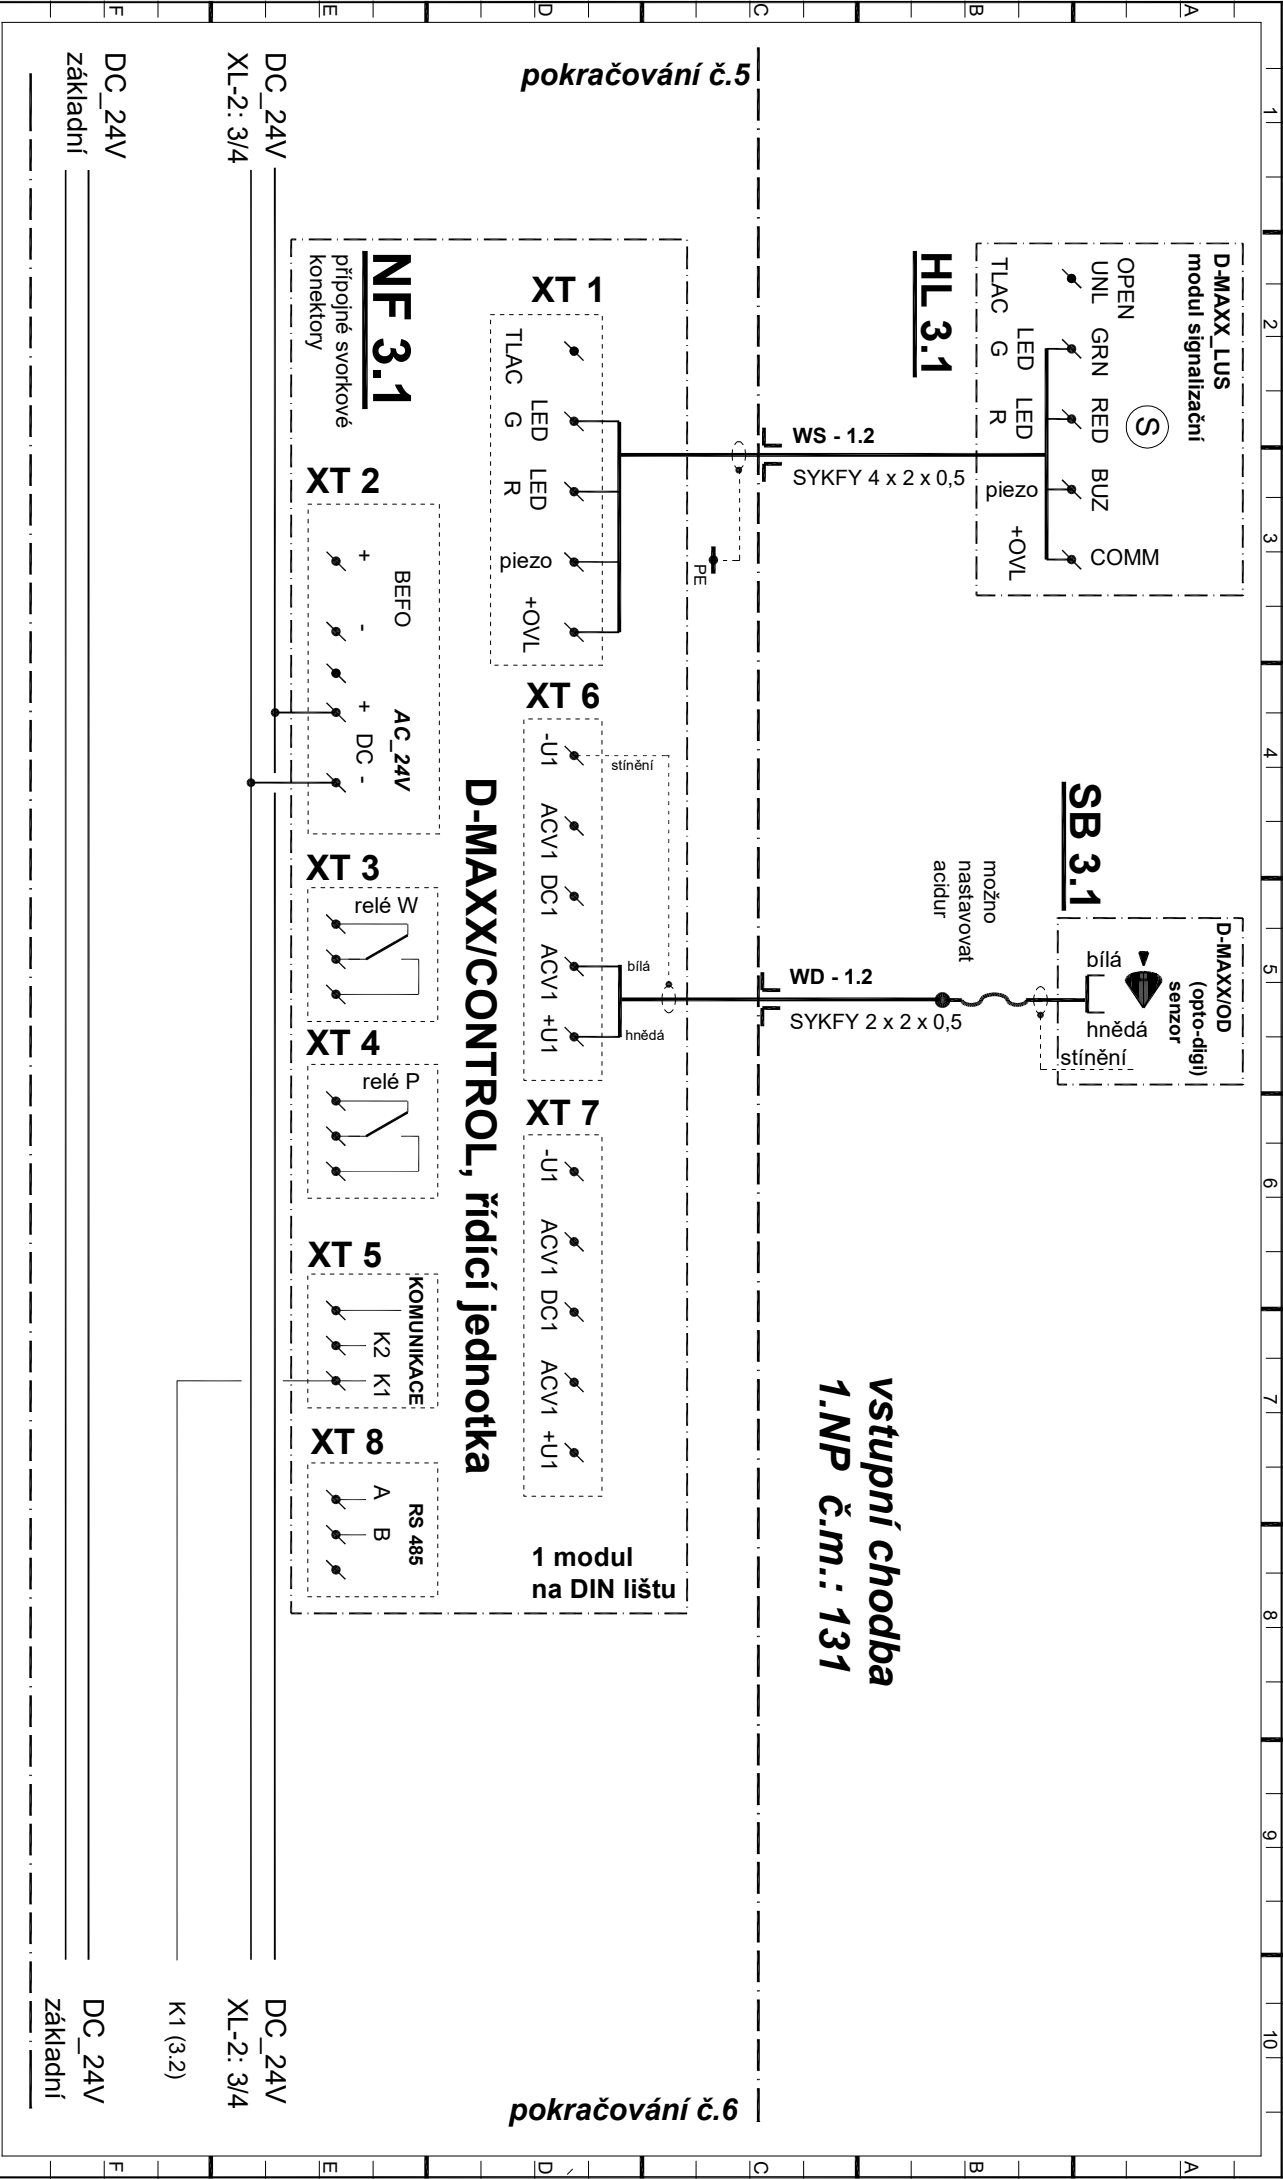 1
2
3
4
5
6
7
8
9
10
A
B
C
D
E
F
A
B
C
D
E
F
D-MAXX_LUS
modul signalizační
OPEN
UNL
GRN
RED
BUZ
COMM
S
TLAC
LED
G
LED
R
piezo
+OVL
HL 3.1
WS - 1.2
SYKFY 4 x 2 x 0,5
PE
D-MAXX/OD
(opto-digi)
senzor
bílá
hnědá
stínění
SB 3.1
možno
nastavovat
acidur
WD - 1.2
SYKFY 2 x 2 x 0,5
vstupní chodba
1.NP č.m.: 131
pokračování č.5
pokračování č.6
XT 1
TLAC
LED
G
LED
R
piezo
+OVL
XT 6
stínění
bílá
hnědá
-U1
ACV1
DC1
ACV1
+U1
XT 7
-U1
ACV1
DC1
ACV1
+U1
1 modul
na DIN lištu
D-MAXX/CONTROL, řídící jednotka
NF 3.1
přípojné svorkové
konektory
XT 2
BEFO
AC_24V
+
-
+
DC
-
XT 3
relé W
XT 4
relé P
XT 5
KOMUNIKACE
K2
K1
XT 8
RS 485
A
B
DC_24V
XL-2: 3/4
DC_24V
XL-2: 3/4
K1 (3.2)
DC_24V
základní
DC_24V
základní